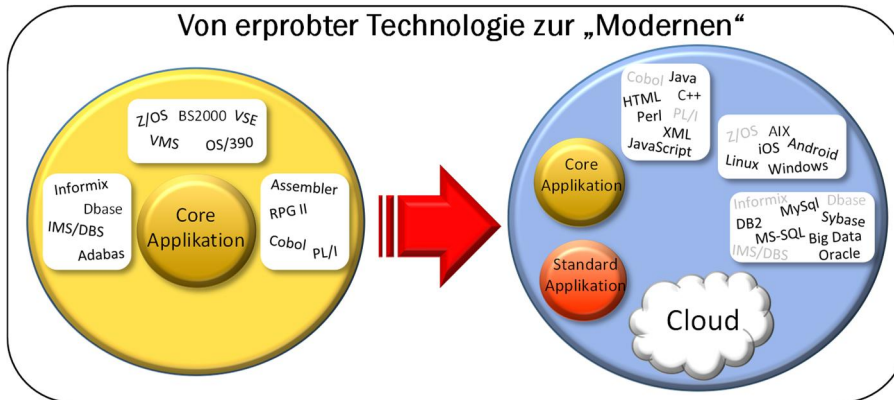 Von erprobter Technologie zur „Modernen“
Z/OS BS2000 VSE
VMS OS/390
Informix
Dbase
IMS/DBS
Adabas
Core
Applikation
Assembler
RPG II
Cobol
PL/I
Cobol Java
HTML C++
Perl PL/I
XML
JavaScript
Z/OS AIX
iOS Android
Linux Windows
Core
Applikation
Informix MySql Dbase
DB2 Sybase
MS-SQL Big Data
IMS/DBS Oracle
Standard
Applikation
Cloud